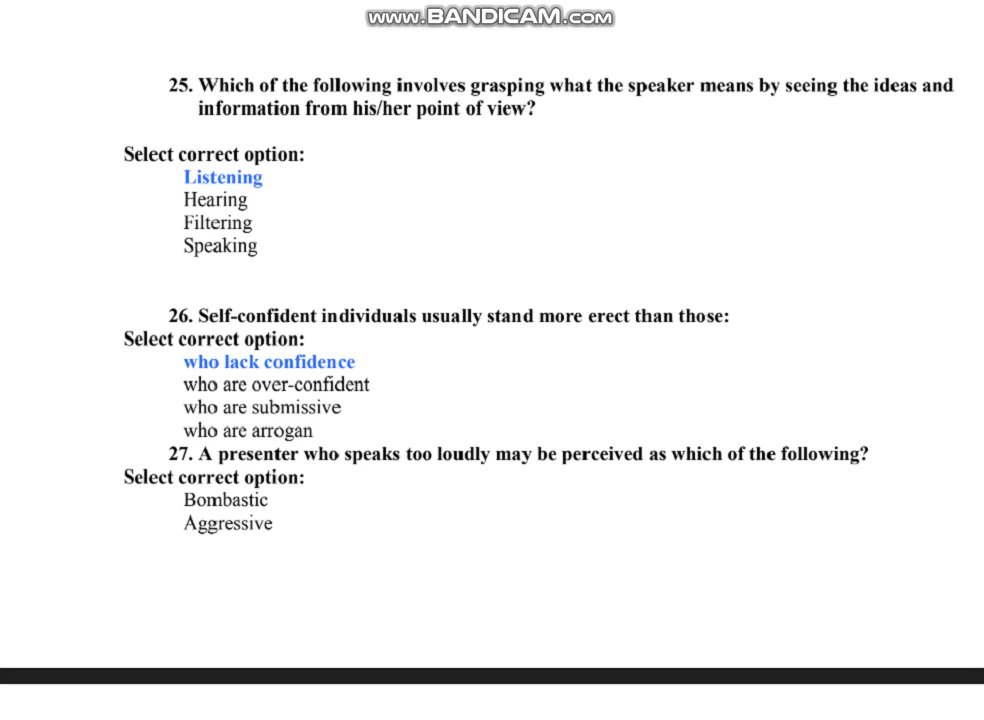 www.BANDICAM.COM
25. Which of the following involves grasping what the speaker means by seeing the ideas and
information from his/her point of view?
Select correct option:
Listening
Hearing
Filtering
Speaking
26. Self-confident individuals usually stand more erect than those:
Select correct option:
who lack confidence
who are over-confident
who are submissive
who are arrogan
27. A presenter who speaks too loudly may be perceived as which of the following?
Select correct option:
Bombastic
Aggressive